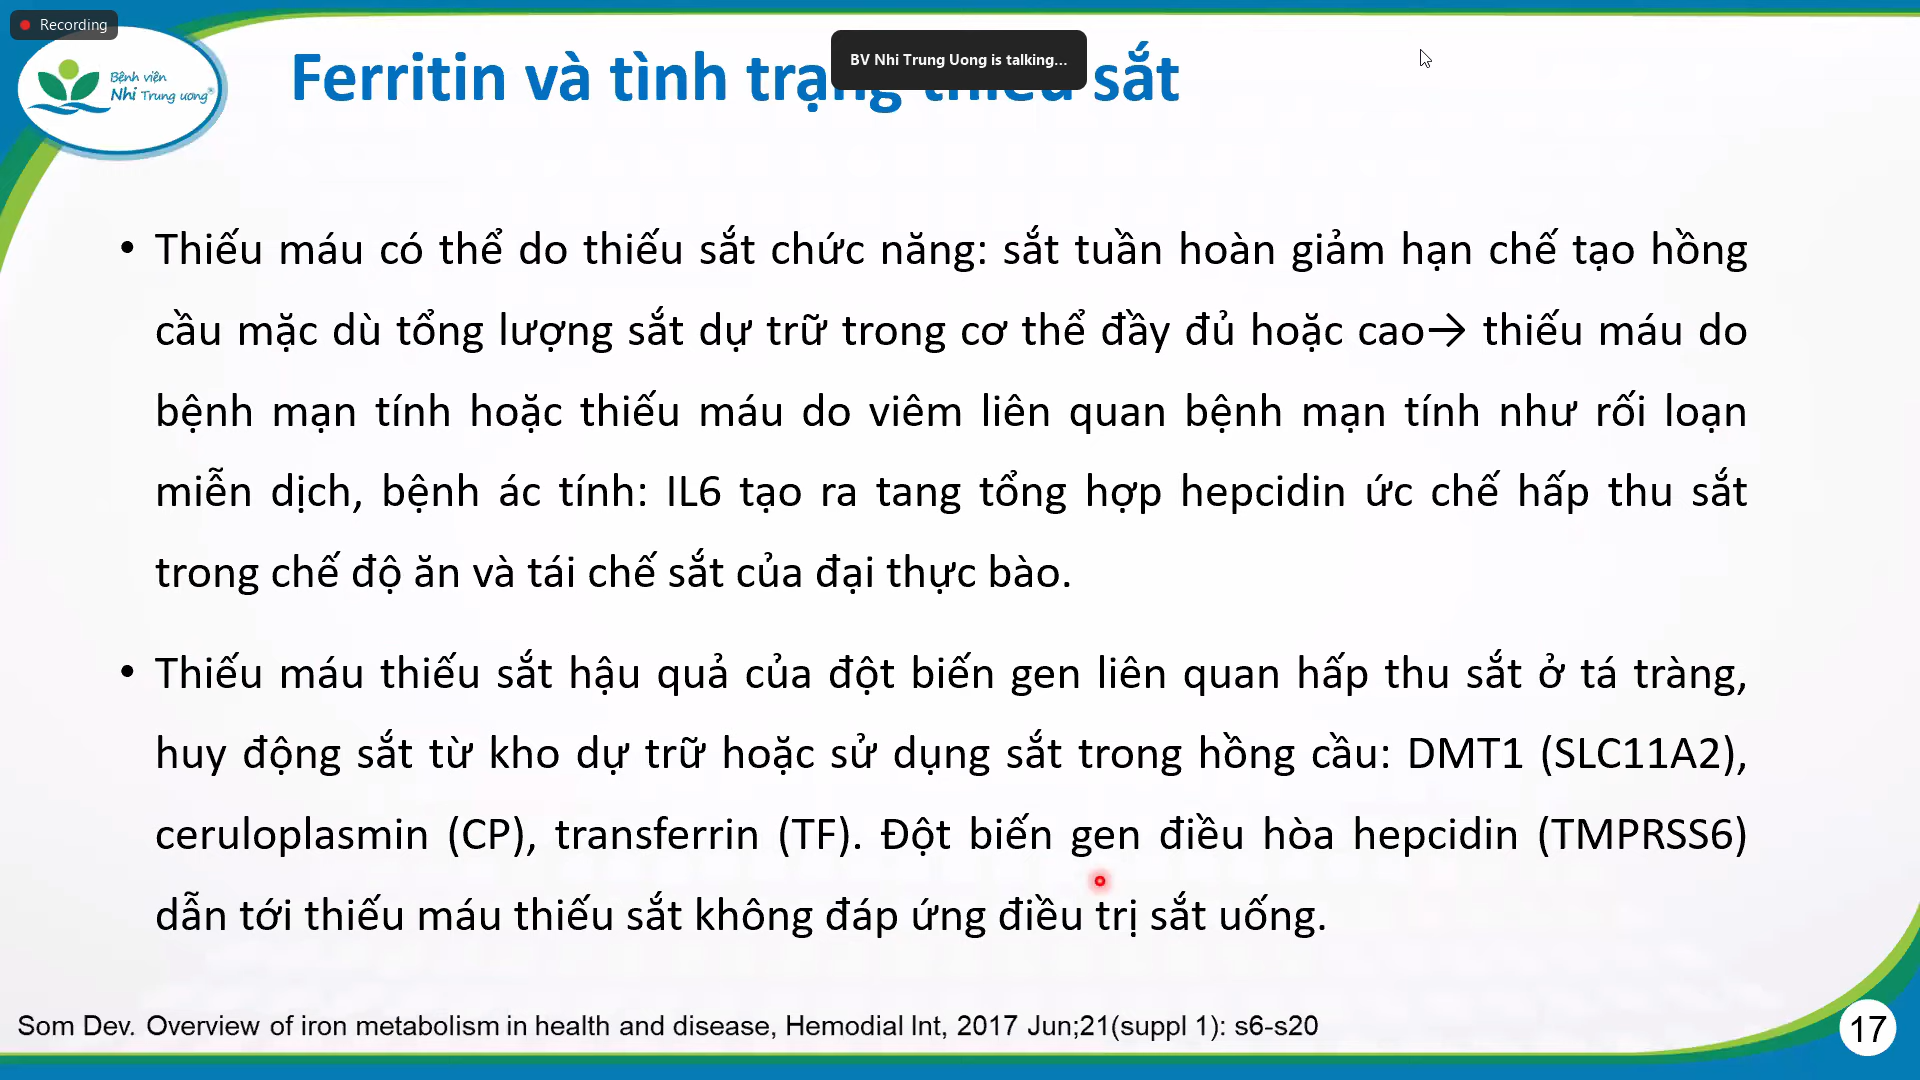 Recording
Bệnh viện
Nhi Trung ương
BV Nhi Trung Uong is talking...
Ferritin và tình trạng thiếu sắt
• Thiếu máu có thể do thiếu sắt chức năng: sắt tuần hoàn giảm hạn chế tạo hồng
cầu mặc dù tổng lượng sắt dự trữ trong cơ thể đầy đủ hoặc cao→ thiếu máu do
bệnh mạn tính hoặc thiếu máu do viêm liên quan bệnh mạn tính như rối loạn
miễn dịch, bệnh ác tính: IL6 tạo ra tang tổng hợp hepcidin ức chế hấp thu sắt
trong chế độ ăn và tái chế sắt của đại thực bào.
• Thiếu máu thiếu sắt hậu quả của đột biến gen liên quan hấp thu sắt ở tá tràng,
huy động sắt từ kho dự trữ hoặc sử dụng sắt trong hồng cầu: DMT1 (SLC11A2),
ceruloplasmin (CP), transferrin (TF). Đột biến gen điều hòa hepcidin (TMPRSS6)
dẫn tới thiếu máu thiếu sắt không đáp ứng điều trị sắt uống.
Som Dev. Overview of iron metabolism in health and disease, Hemodial Int, 2017 Jun;21(suppl 1): s6-s20
17